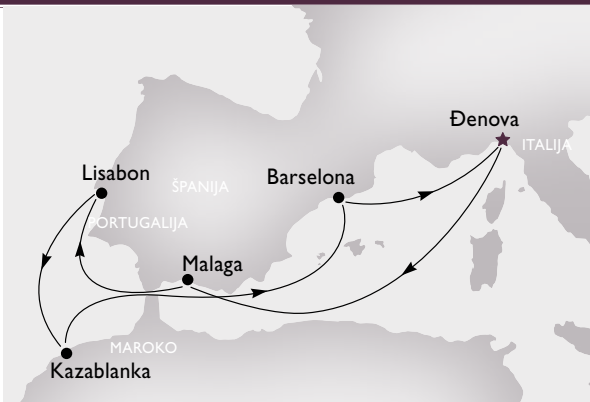 Đenova
ITALIJA
Lisabon
ŠPANIJA
Barselona
PORTUGALIJA
Malaga
MAROKO
Kazablanka